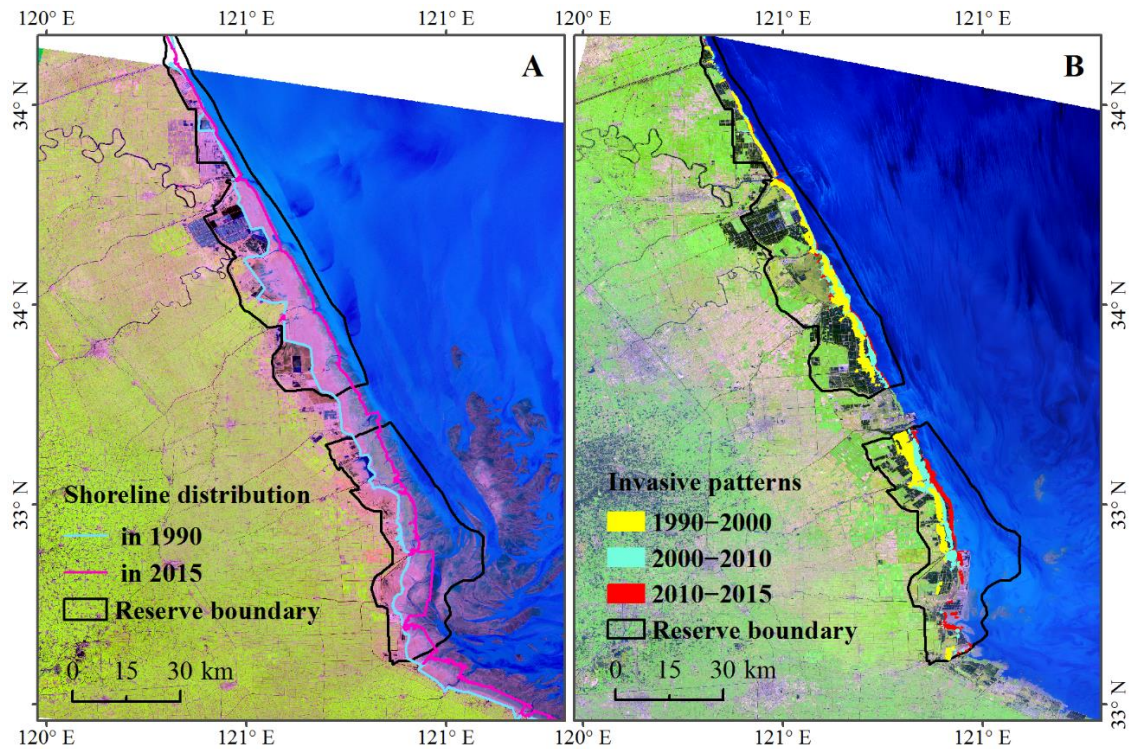 120° E 121° E 121° E 120° E 121° E 121° E
A
B
34° N
34° N
34° N
34° N
33° N
33° N
33° N
Shoreline distribution
in 1990
in 2015
Reserve boundary
0 15 30 km
Invasive patterns
1990−2000
2000−2010
2010−2015
Reserve boundary
0 15 30 km
120° E 121° E 121° E 120° E 121° E 121° E